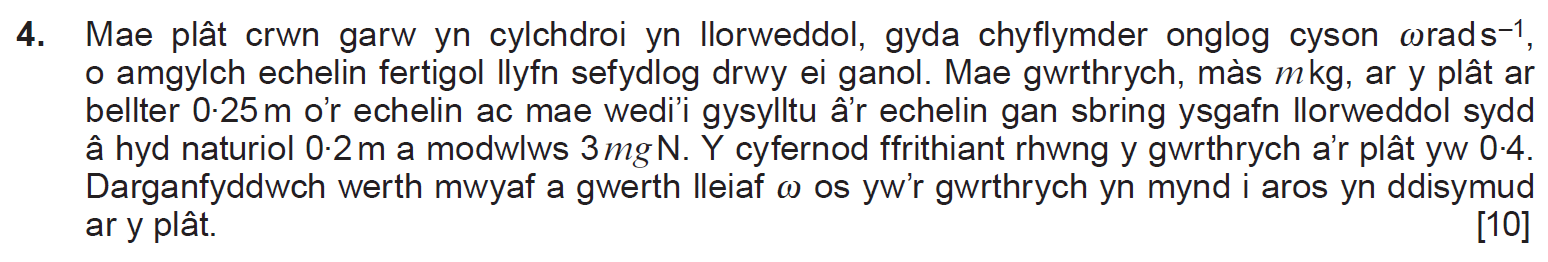 4. Mae plât crwn garw yn cylchdroi yn llorweddol, gyda chyflymder onglog cyson ω rad s⁻¹,
o amgylch echelin fertigol llyfn sefydlog drwy ei ganol. Mae gwrthrych, màs m kg, ar y plât ar
bellter 0·25 m o'r echelin ac mae wedi'i gysylltu â'r echelin gan sbring ysgafn llorweddol sydd
â hyd naturiol 0·2 m a modwlws 3mg N. Y cyfernod ffrithiant rhwng y gwrthrych a'r plât yw 0·4.
Darganfyddwch werth mwyaf a gwerth lleiaf ω os yw'r gwrthrych yn mynd i aros yn ddisymud
ar y plât. [10]